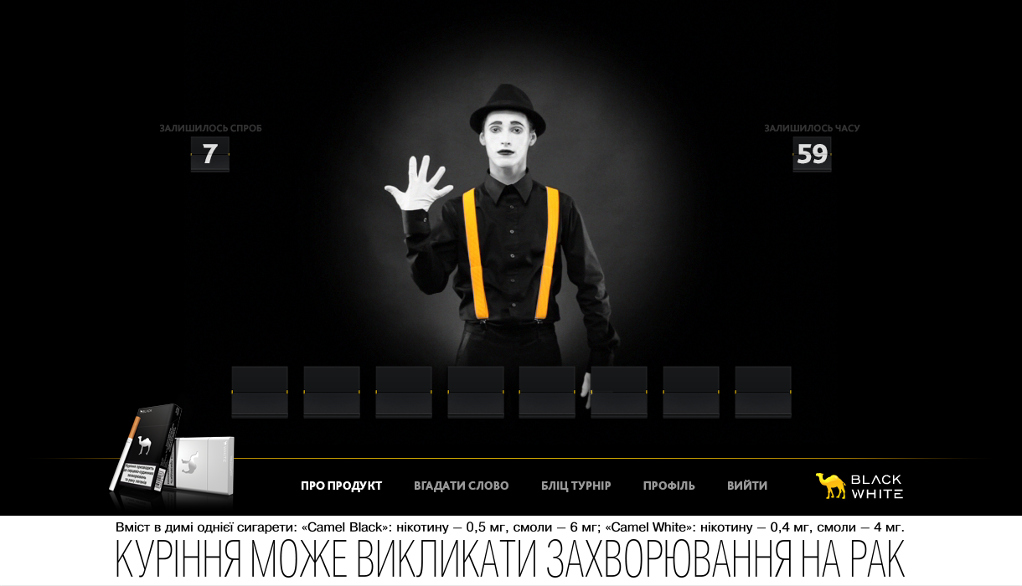 ЗАЛИШИЛОСЬ СПРОБ
7
ЗАЛИШИЛОСЬ ЧАСУ
59
BLACK
ПРО ПРОДУКТ
ВГАДАТИ СЛОВО
БЛІЦ ТУРНІР
ПРОФІЛЬ
ВИЙТИ
BLACK
WHITE
Вміст в димі однієї сигарети: «Camel Black»: нікотину – 0,5 мг, смоли – 6 мг; «Camel White»: нікотину – 0,4 мг, смоли – 4 мг.
КУРІННЯ МОЖЕ ВИКЛИКАТИ ЗАХВОРЮВАННЯ НА РАК